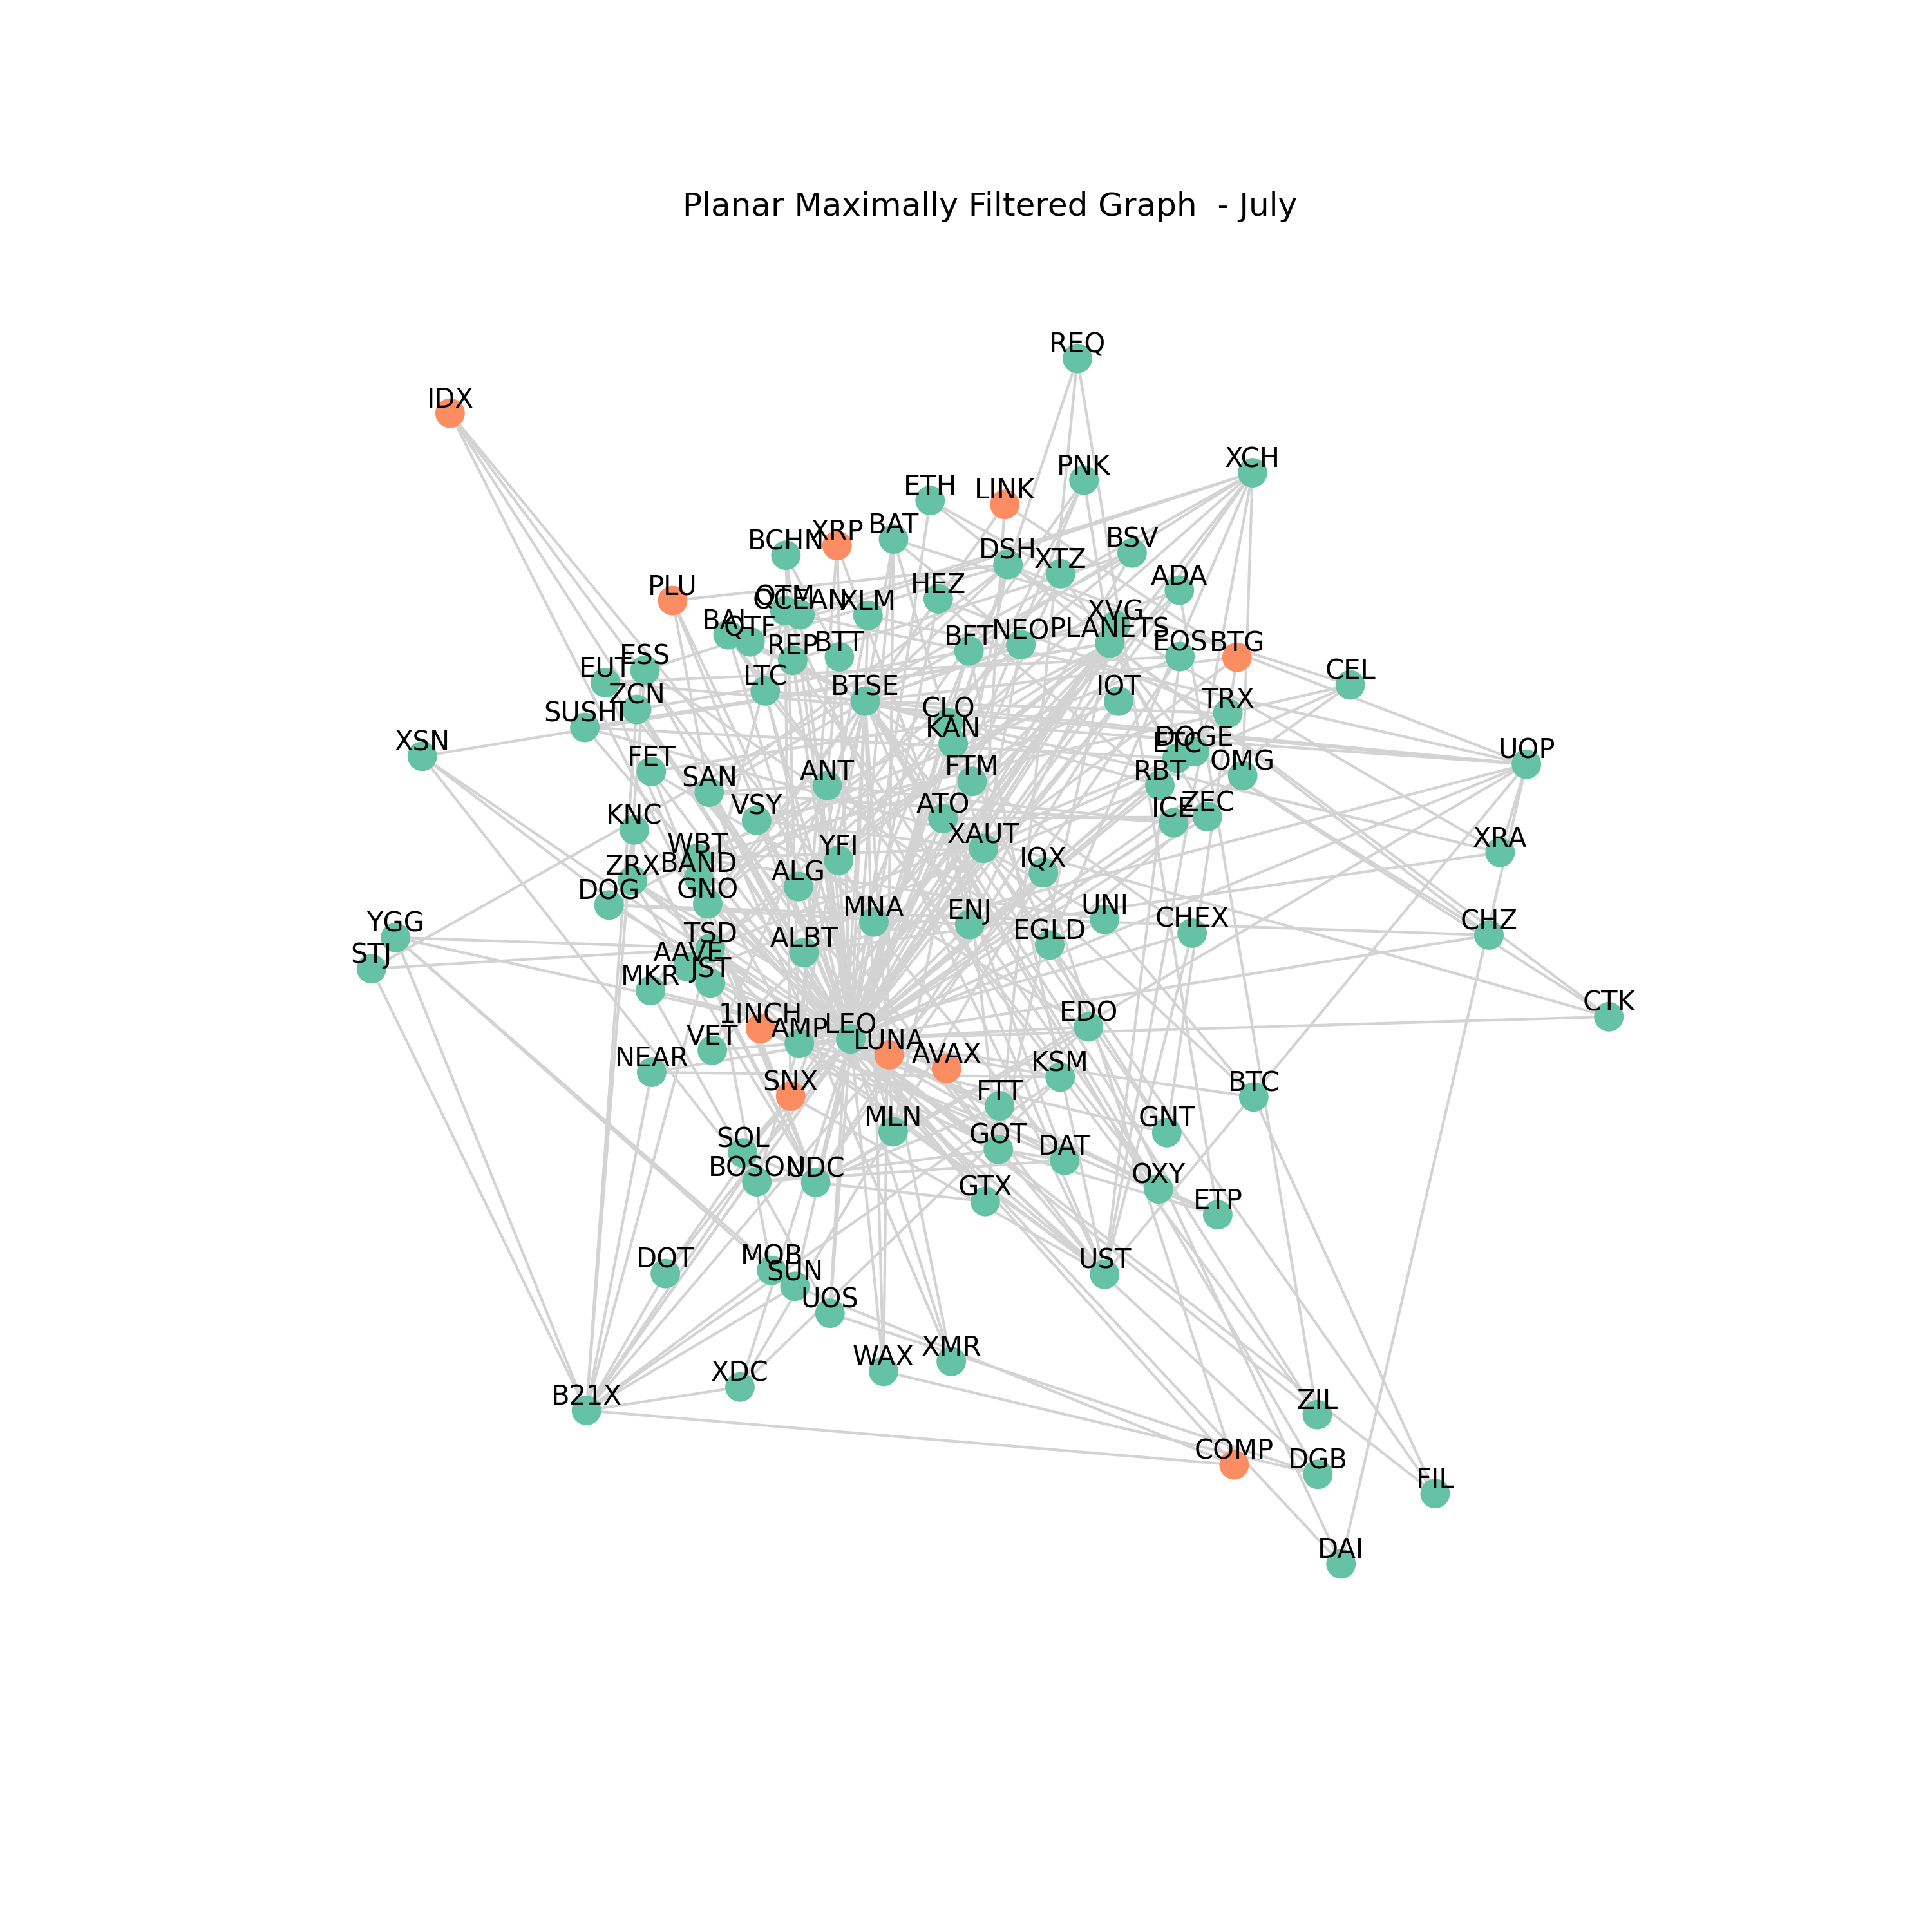 Planar Maximally Filtered Graph  - July
REQ
IDX
XCH
PNK
ETH
LINK
BAT
XRP
BCHN
BSV
DSH
XTZ
ADA
HEZ
PLU
QTM
OCEAN
XLM
XVG
BAL
QTF
BTT
BFT
NEO
PLANETS
EOS
BTG
REP
ESS
EUT
LTC
BTSE
IOT
CEL
ZCN
TRX
SUSHI
CLO
KAN
XSN
ETC
DOGE
UOP
FET
SAN
ANT
FTM
RBT
OMG
VSY
ATO
ICE
ZEC
KNC
XAUT
XRA
WBT
YFI
BAND
ZRX
ALG
IQX
DOG
GNO
MNA
ENJ
UNI
CHEX
CHZ
YGG
TSD
ALBT
EGLD
STJ
AAVE
JST
MKR
CTK
1INCH
AMP
LEO
EDO
VET
LUNA
AVAX
NEAR
KSM
SNX
FTT
BTC
MLN
GNT
SOL
GOT
DAT
BOSON
UDC
OXY
GTX
ETP
DOT
MOB
SUN
UST
UOS
XDC
WAX
XMR
B21X
ZIL
COMP
DGB
FIL
DAI